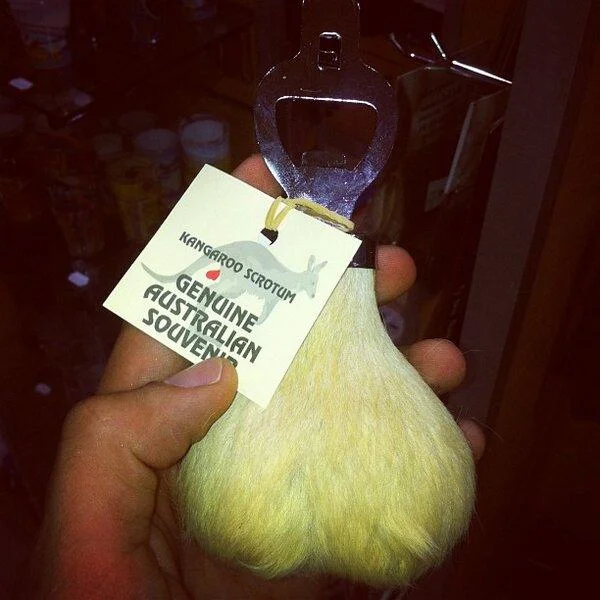 KANGAROO SCROTUM
GENUINE
AUSTRALIAN
SOUVENIR